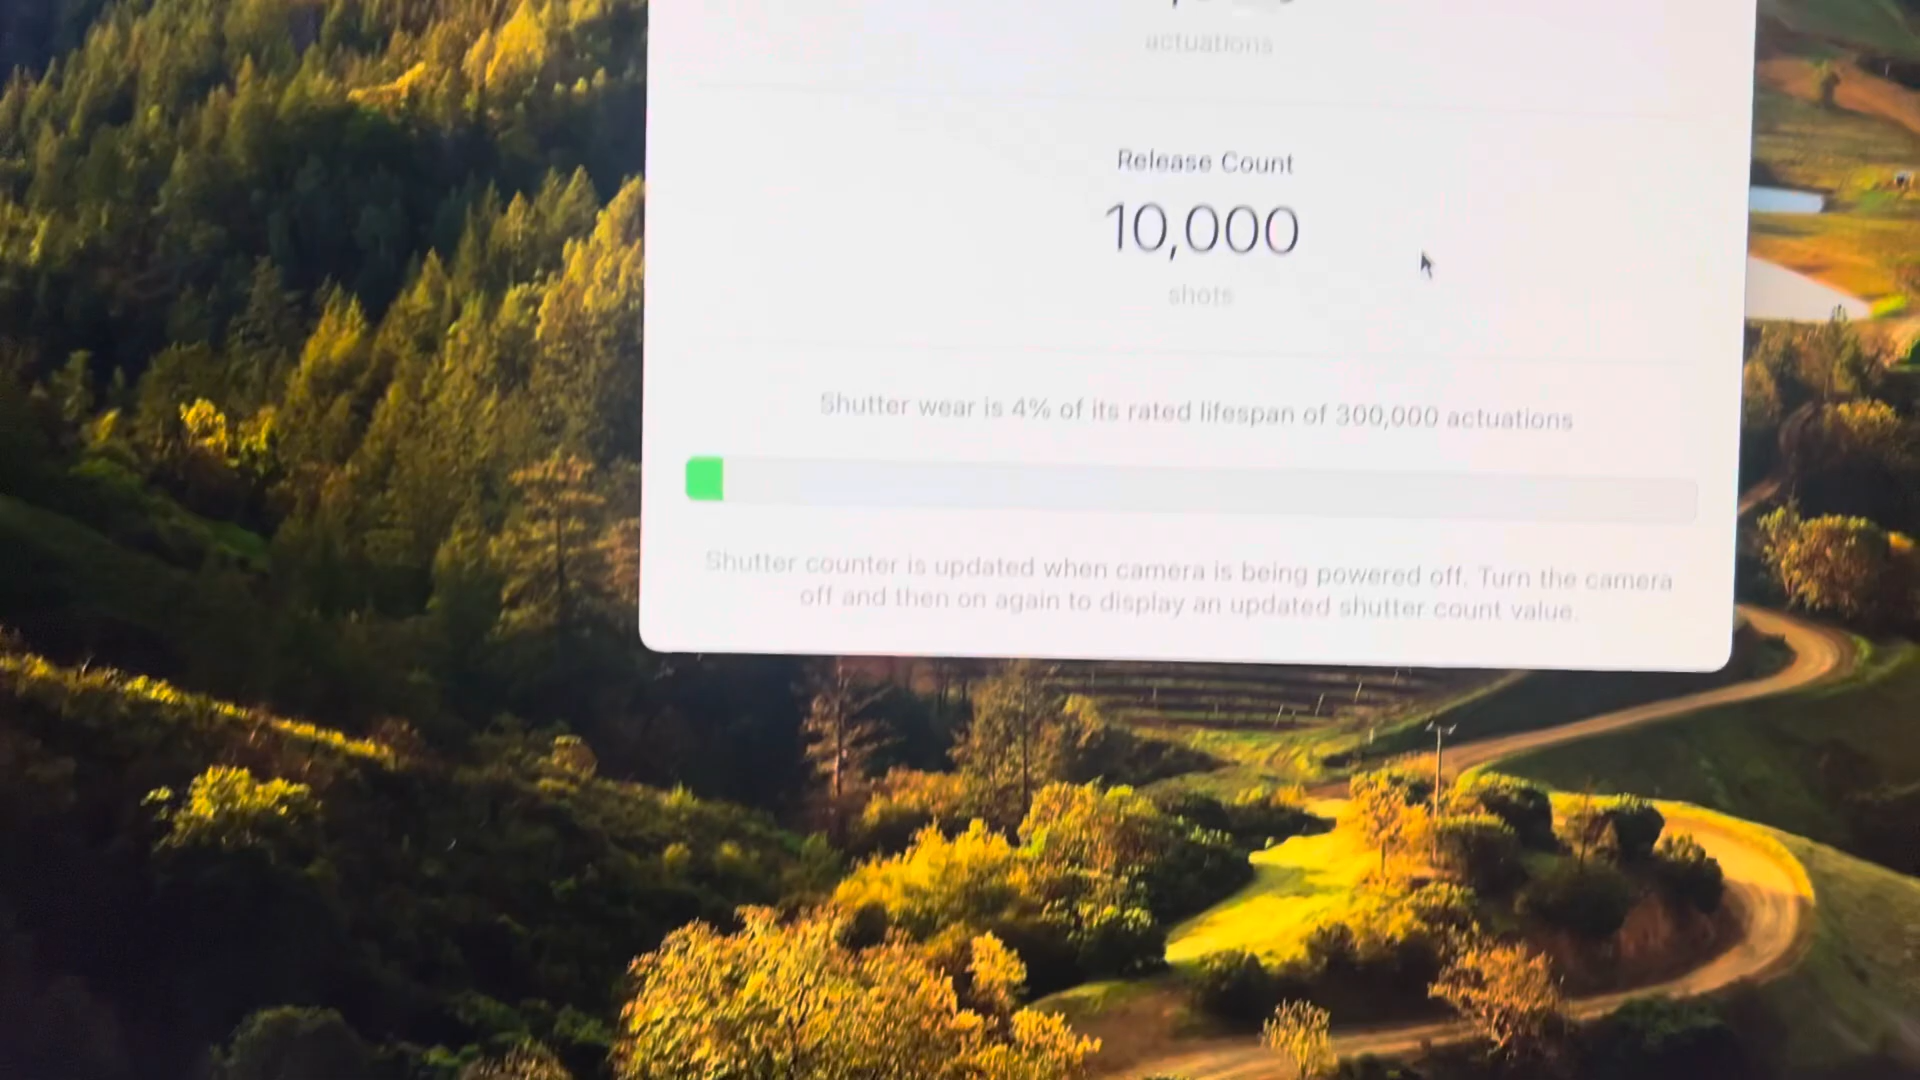 actuations
Release Count
10,000
shots
Shutter wear is 4% of its rated lifespan of 300,000 actuations
Shutter counter is updated when camera is being powered off. Turn the camera
off and then on again to display an updated shutter count value.